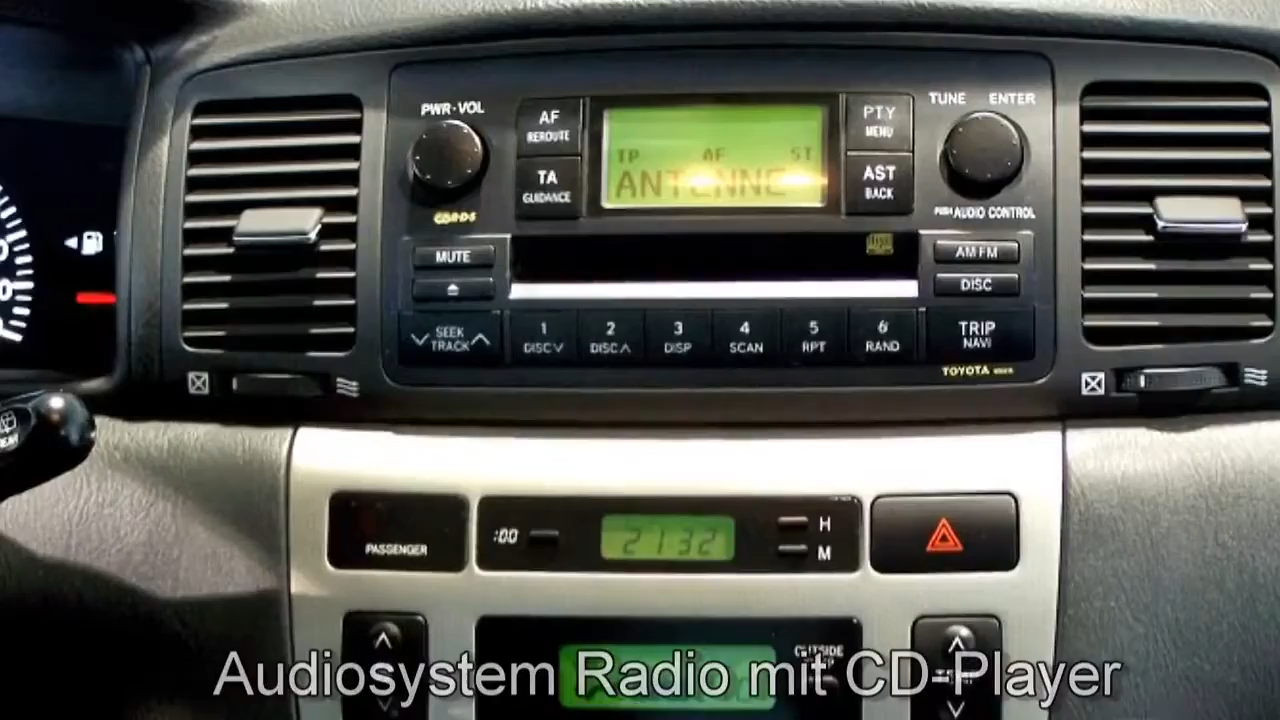 PWR·VOL
AF
REROUTE
PTY
MENU
TUNE ENTER
TP AF ST
ANTENNE
TA
GUIDANCE
AST
BACK
PUSH AUDIO CONTROL
MUTE
AM FM
DISC
SEEK
TRACK
1
DISC
2
DISC
3
DISP
4
SCAN
5
RPT
6
RAND
TRIP
NAVI
TOYOTA
PASSENGER
:00
2132
H
M
OUTSIDE
Audiosystem Radio mit CD-Player